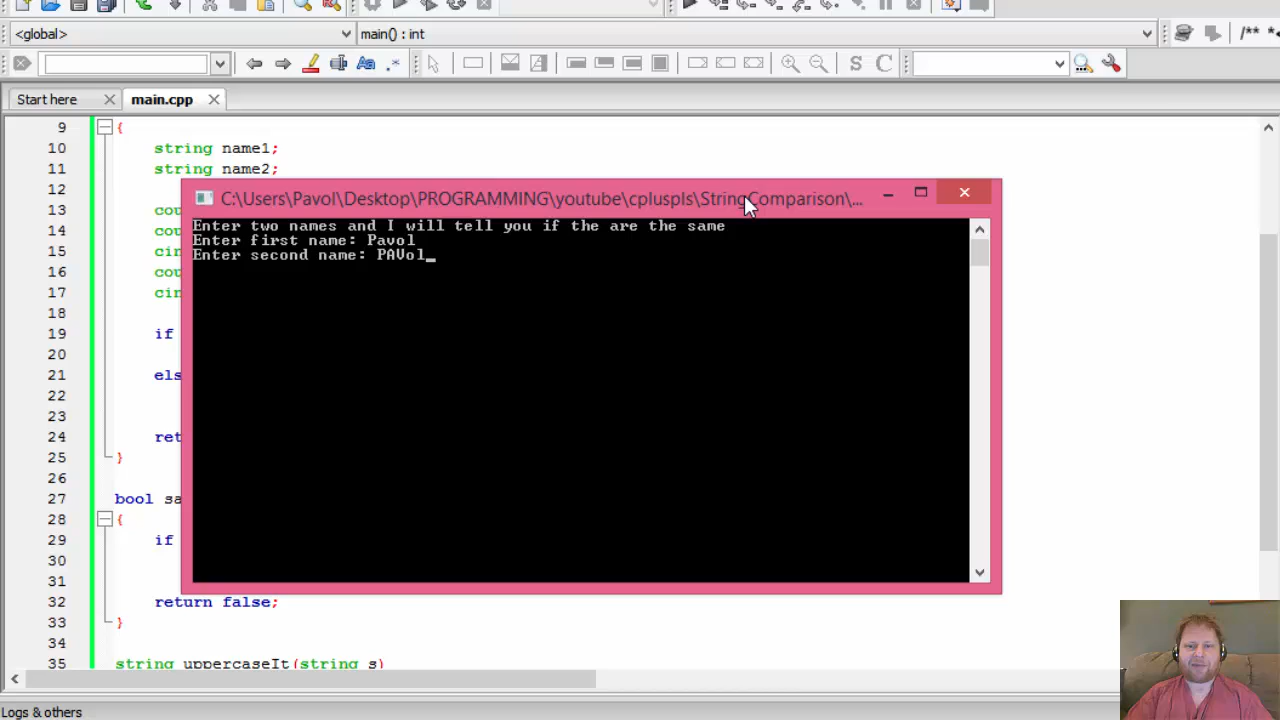 <global>
main() : int
/** *
Start here
main.cpp
9 {
10 string name1;
11 string name2;
12
C:\Users\Pavol\Desktop\PROGRAMMING\youtube\cpluspls\StringComparison\...
Enter two names and I will tell you if the are the same
Enter first name: Pavol
Enter second name: PAVol_
13 cou
14 cou
15 cin
16 cou
17 cin
18
19 if
20
21 els
22
23
24 ret
25 }
26
27 bool sa
28 {
29 if
30
31
32 return false;
33 }
34
35 string uppercaseIt(string s)
Logs & others